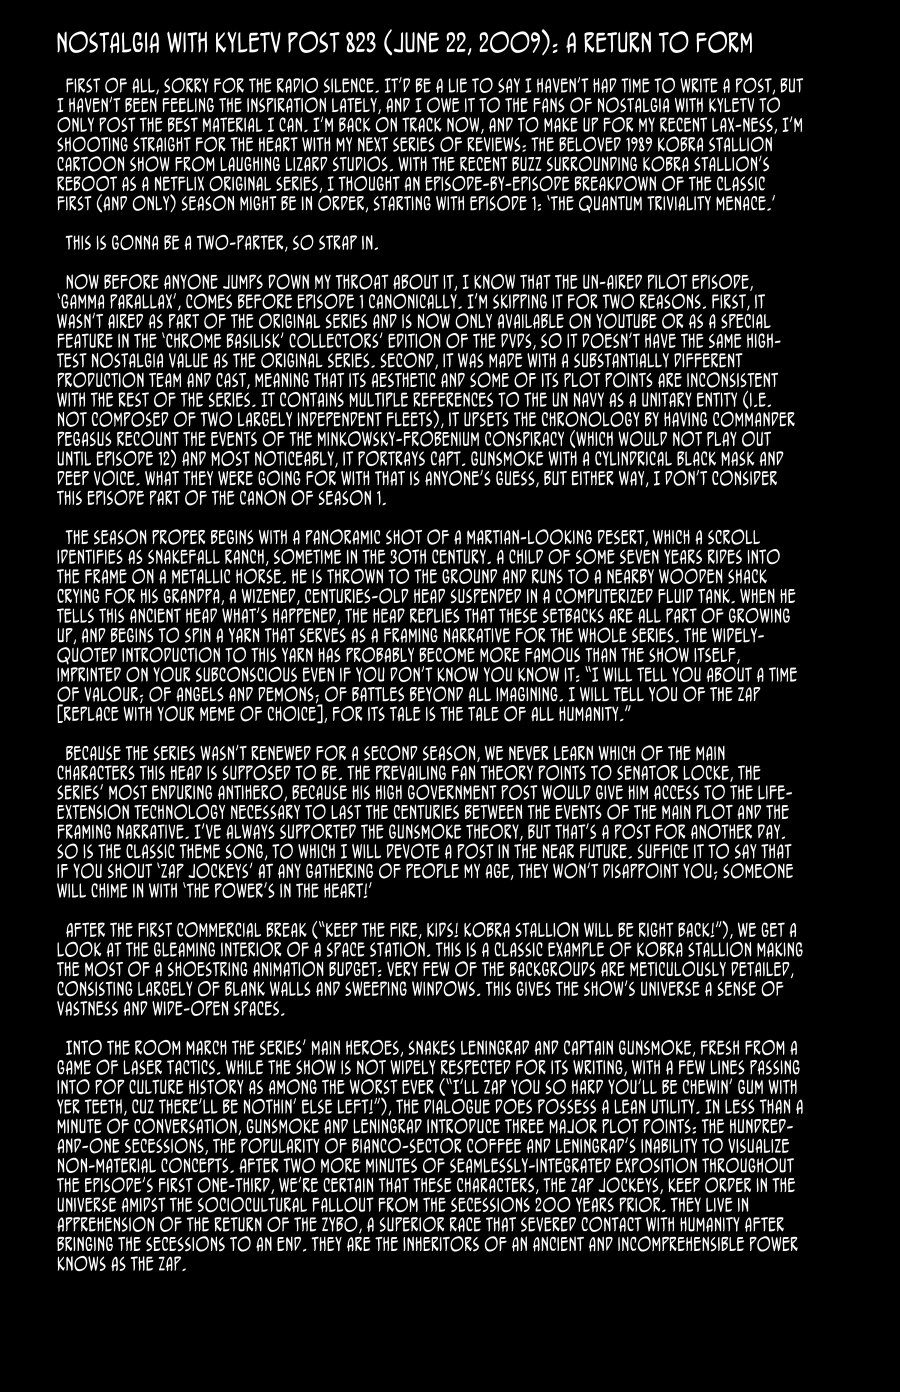 NOSTALGIA WITH KYLETV POST 823 (JUNE 22, 2009): A RETURN TO FORM
FIRST OF ALL, SORRY FOR THE RADIO SILENCE. IT'D BE A LIE TO SAY I HAVEN'T HAD TIME TO WRITE A POST, BUT
I HAVEN'T BEEN FEELING THE INSPIRATION LATELY, AND I OWE IT TO THE FANS OF NOSTALGIA WITH KYLETV TO
ONLY POST THE BEST MATERIAL I CAN. I'M BACK ON TRACK NOW, AND TO MAKE UP FOR MY RECENT LAX-NESS, I'M
SHOOTING STRAIGHT FOR THE HEART WITH MY NEXT SERIES OF REVIEWS: THE BELOVED 1989 KOBRA STALLION
CARTOON SHOW FROM LAUGHING LIZARD STUDIOS. WITH THE RECENT BUZZ SURROUNDING KOBRA STALLION'S
REBOOT AS A NETFLIX ORIGINAL SERIES, I THOUGHT AN EPISODE-BY-EPISODE BREAKDOWN OF THE CLASSIC
FIRST (AND ONLY) SEASON MIGHT BE IN ORDER, STARTING WITH EPISODE 1: 'THE QUANTUM TRIVIALITY MENACE.'
THIS IS GONNA BE A TWO-PARTER, SO STRAP IN.
NOW BEFORE ANYONE JUMPS DOWN MY THROAT ABOUT IT, I KNOW THAT THE UN-AIRED PILOT EPISODE,
'GAMMA PARALLAX', COMES BEFORE EPISODE 1 CANONICALLY. I'M SKIPPING IT FOR TWO REASONS. FIRST, IT
WASN'T AIRED AS PART OF THE ORIGINAL SERIES AND IS NOW ONLY AVAILABLE ON YOUTUBE OR AS A SPECIAL
FEATURE IN THE 'CHROME BASILISK' COLLECTORS' EDITION OF THE DVDS, SO IT DOESN'T HAVE THE SAME HIGH-
TEST NOSTALGIA VALUE AS THE ORIGINAL SERIES. SECOND, IT WAS MADE WITH A SUBSTANTIALLY DIFFERENT
PRODUCTION TEAM AND CAST, MEANING THAT ITS AESTHETIC AND SOME OF ITS PLOT POINTS ARE INCONSISTENT
WITH THE REST OF THE SERIES. IT CONTAINS MULTIPLE REFERENCES TO THE UN NAVY AS A UNITARY ENTITY (I.E.
NOT COMPOSED OF TWO LARGELY INDEPENDENT FLEETS), IT UPSETS THE CHRONOLOGY BY HAVING COMMANDER
PEGASUS RECOUNT THE EVENTS OF THE MINKOWSKY-FROBENIUM CONSPIRACY (WHICH WOULD NOT PLAY OUT
UNTIL EPISODE 12) AND MOST NOTICEABLY, IT PORTRAYS CAPT. GUNSMOKE WITH A CYLINDRICAL BLACK MASK AND
DEEP VOICE. WHAT THEY WERE GOING FOR WITH THAT IS ANYONE'S GUESS, BUT EITHER WAY, I DON'T CONSIDER
THIS EPISODE PART OF THE CANON OF SEASON 1.
THE SEASON PROPER BEGINS WITH A PANORAMIC SHOT OF A MARTIAN-LOOKING DESERT, WHICH A SCROLL
IDENTIFIES AS SNAKEFALL RANCH, SOMETIME IN THE 30TH CENTURY. A CHILD OF SOME SEVEN YEARS RIDES INTO
THE FRAME ON A METALLIC HORSE. HE IS THROWN TO THE GROUND AND RUNS TO A NEARBY WOODEN SHACK
CRYING FOR HIS GRANDPA, A WIZENED, CENTURIES-OLD HEAD SUSPENDED IN A COMPUTERIZED FLUID TANK. WHEN HE
TELLS THIS ANCIENT HEAD WHAT'S HAPPENED, THE HEAD REPLIES THAT THESE SETBACKS ARE ALL PART OF GROWING
UP, AND BEGINS TO SPIN A YARN THAT SERVES AS A FRAMING NARRATIVE FOR THE WHOLE SERIES. THE WIDELY-
QUOTED INTRODUCTION TO THIS YARN HAS PROBABLY BECOME MORE FAMOUS THAN THE SHOW ITSELF,
IMPRINTED ON YOUR SUBCONSCIOUS EVEN IF YOU DON'T KNOW YOU KNOW IT: "I WILL TELL YOU ABOUT A TIME
OF VALOUR; OF ANGELS AND DEMONS; OF BATTLES BEYOND ALL IMAGINING. I WILL TELL YOU OF THE ZAP
[REPLACE WITH YOUR MEME OF CHOICE], FOR ITS TALE IS THE TALE OF ALL HUMANITY."
BECAUSE THE SERIES WASN'T RENEWED FOR A SECOND SEASON, WE NEVER LEARN WHICH OF THE MAIN
CHARACTERS THIS HEAD IS SUPPOSED TO BE. THE PREVAILING FAN THEORY POINTS TO SENATOR LOCKE, THE
SERIES' MOST ENDURING ANTIHERO, BECAUSE HIS HIGH GOVERNMENT POST WOULD GIVE HIM ACCESS TO THE LIFE-
EXTENSION TECHNOLOGY NECESSARY TO LAST THE CENTURIES BETWEEN THE EVENTS OF THE MAIN PLOT AND THE
FRAMING NARRATIVE. I'VE ALWAYS SUPPORTED THE GUNSMOKE THEORY, BUT THAT'S A POST FOR ANOTHER DAY.
SO IS THE CLASSIC THEME SONG, TO WHICH I WILL DEVOTE A POST IN THE NEAR FUTURE. SUFFICE IT TO SAY THAT
IF YOU SHOUT 'ZAP JOCKEYS' AT ANY GATHERING OF PEOPLE MY AGE, THEY WON'T DISAPPOINT YOU; SOMEONE
WILL CHIME IN WITH 'THE POWER'S IN THE HEART!'
AFTER THE FIRST COMMERCIAL BREAK ("KEEP THE FIRE, KIDS! KOBRA STALLION WILL BE RIGHT BACK!"), WE GET A
LOOK AT THE GLEAMING INTERIOR OF A SPACE STATION. THIS IS A CLASSIC EXAMPLE OF KOBRA STALLION MAKING
THE MOST OF A SHOESTRING ANIMATION BUDGET: VERY FEW OF THE BACKGROUDS ARE METICULOUSLY DETAILED,
CONSISTING LARGELY OF BLANK WALLS AND SWEEPING WINDOWS. THIS GIVES THE SHOW'S UNIVERSE A SENSE OF
VASTNESS AND WIDE-OPEN SPACES.
INTO THE ROOM MARCH THE SERIES' MAIN HEROES, SNAKES LENINGRAD AND CAPTAIN GUNSMOKE, FRESH FROM A
GAME OF LASER TACTICS. WHILE THE SHOW IS NOT WIDELY RESPECTED FOR ITS WRITING, WITH A FEW LINES PASSING
INTO POP CULTURE HISTORY AS AMONG THE WORST EVER ("I'LL ZAP YOU SO HARD YOU'LL BE CHEWIN' GUM WITH
YER TEETH, CUZ THERE'LL BE NOTHIN' ELSE LEFT!"), THE DIALOGUE DOES POSSESS A LEAN UTILITY. IN LESS THAN A
MINUTE OF CONVERSATION, GUNSMOKE AND LENINGRAD INTRODUCE THREE MAJOR PLOT POINTS: THE HUNDRED-
AND-ONE SECESSIONS, THE POPULARITY OF BIANCO-SECTOR COFFEE AND LENINGRAD'S INABILITY TO VISUALIZE
NON-MATERIAL CONCEPTS. AFTER TWO MORE MINUTES OF SEAMLESSLY-INTEGRATED EXPOSITION THROUGHOUT
THE EPISODE'S FIRST ONE-THIRD, WE'RE CERTAIN THAT THESE CHARACTERS, THE ZAP JOCKEYS, KEEP ORDER IN THE
UNIVERSE AMIDST THE SOCIOCULTURAL FALLOUT FROM THE SECESSIONS 200 YEARS PRIOR. THEY LIVE IN
APPREHENSION OF THE RETURN OF THE ZYBO, A SUPERIOR RACE THAT SEVERED CONTACT WITH HUMANITY AFTER
BRINGING THE SECESSIONS TO AN END. THEY ARE THE INHERITORS OF AN ANCIENT AND INCOMPREHENSIBLE POWER
KNOWS AS THE ZAP.